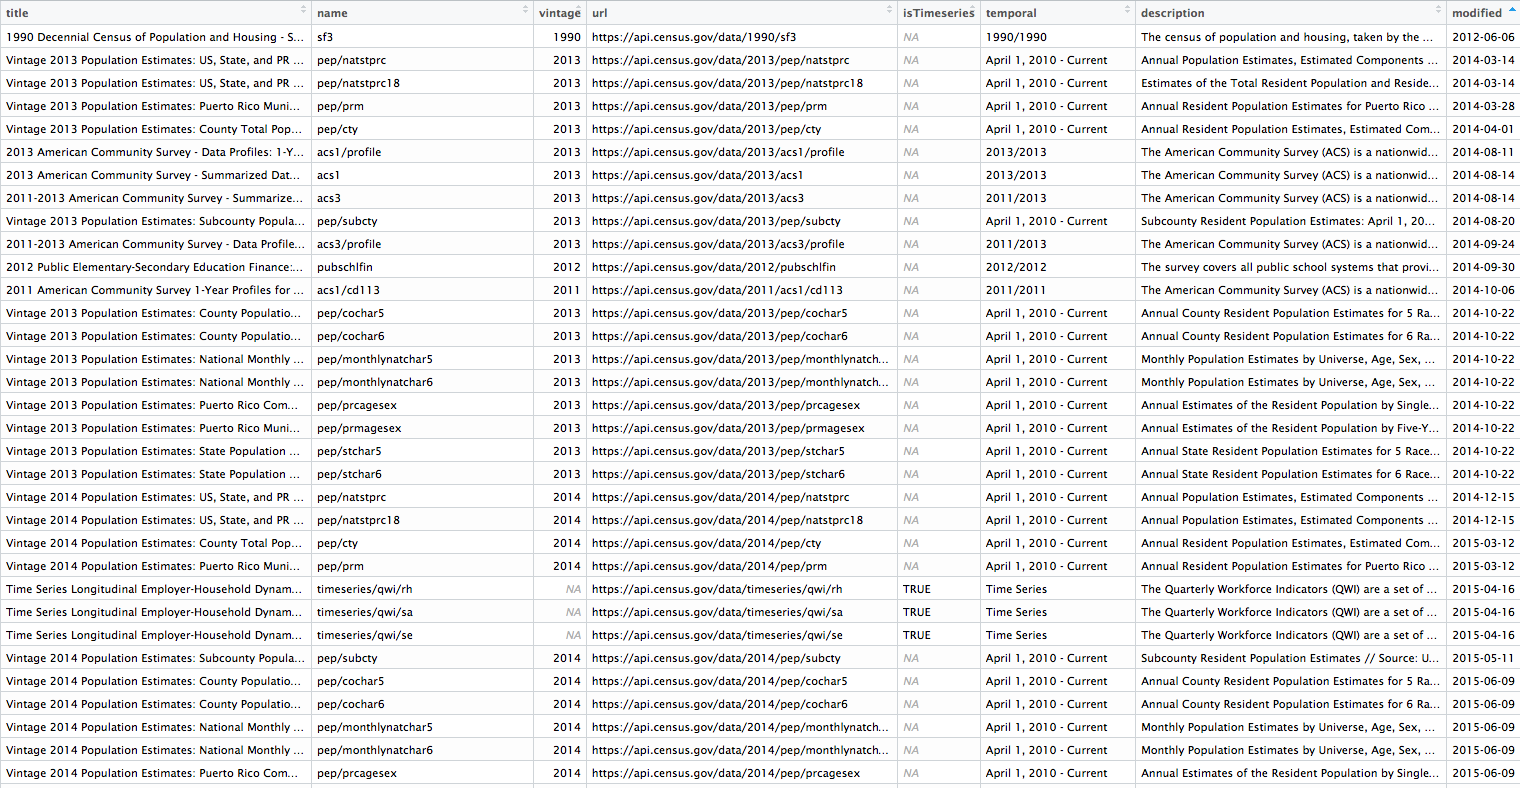 title name vintage url isTimeseries temporal description modified
1990 Decennial Census of Population and Housing - S... sf3 1990 https://api.census.gov/data/1990/sf3 NA 1990/1990 The census of population and housing, taken by the ... 2012-06-06
Vintage 2013 Population Estimates: US, State, and PR ... pep/natstprc 2013 https://api.census.gov/data/2013/pep/natstprc NA April 1, 2010 - Current Annual Population Estimates, Estimated Components ... 2014-03-14
Vintage 2013 Population Estimates: US, State, and PR ... pep/natstprc18 2013 https://api.census.gov/data/2013/pep/natstprc18 NA April 1, 2010 - Current Estimates of the Total Resident Population and Reside... 2014-03-14
Vintage 2013 Population Estimates: Puerto Rico Muni... pep/prm 2013 https://api.census.gov/data/2013/pep/prm NA April 1, 2010 - Current Annual Resident Population Estimates for Puerto Rico ... 2014-03-28
Vintage 2013 Population Estimates: County Total Pop... pep/cty 2013 https://api.census.gov/data/2013/pep/cty NA April 1, 2010 - Current Annual Resident Population Estimates, Estimated Com... 2014-04-01
2013 American Community Survey - Data Profiles: 1-Y... acs1/profile 2013 https://api.census.gov/data/2013/acs1/profile NA 2013/2013 The American Community Survey (ACS) is a nationwid... 2014-08-11
2013 American Community Survey - Summarized Dat... acs1 2013 https://api.census.gov/data/2013/acs1 NA 2013/2013 The American Community Survey (ACS) is a nationwid... 2014-08-14
2011-2013 American Community Survey - Summarize... acs3 2013 https://api.census.gov/data/2013/acs3 NA 2011/2013 The American Community Survey (ACS) is a nationwid... 2014-08-14
Vintage 2013 Population Estimates: Subcounty Popula... pep/subcty 2013 https://api.census.gov/data/2013/pep/subcty NA April 1, 2010 - Current Subcounty Resident Population Estimates: April 1, 20... 2014-08-20
2011-2013 American Community Survey - Data Profile... acs3/profile 2013 https://api.census.gov/data/2013/acs3/profile NA 2011/2013 The American Community Survey (ACS) is a nationwid... 2014-09-24
2012 Public Elementary-Secondary Education Finance:... pubschlfin 2012 https://api.census.gov/data/2012/pubschlfin NA 2012/2012 The survey covers all public school systems that provi... 2014-09-30
2011 American Community Survey 1-Year Profiles for ... acs1/cd113 2011 https://api.census.gov/data/2011/acs1/cd113 NA 2011/2011 The American Community Survey (ACS) is a nationwid... 2014-10-06
Vintage 2013 Population Estimates: County Populatio... pep/cochar5 2013 https://api.census.gov/data/2013/pep/cochar5 NA April 1, 2010 - Current Annual County Resident Population Estimates for 5 Ra... 2014-10-22
Vintage 2013 Population Estimates: County Populatio... pep/cochar6 2013 https://api.census.gov/data/2013/pep/cochar6 NA April 1, 2010 - Current Annual County Resident Population Estimates for 6 Ra... 2014-10-22
Vintage 2013 Population Estimates: National Monthly ... pep/monthlynatchar5 2013 https://api.census.gov/data/2013/pep/monthlynatch... NA April 1, 2010 - Current Monthly Population Estimates by Universe, Age, Sex, ... 2014-10-22
Vintage 2013 Population Estimates: National Monthly ... pep/monthlynatchar6 2013 https://api.census.gov/data/2013/pep/monthlynatch... NA April 1, 2010 - Current Monthly Population Estimates by Universe, Age, Sex, ... 2014-10-22
Vintage 2013 Population Estimates: Puerto Rico Com... pep/prcagesex 2013 https://api.census.gov/data/2013/pep/prcagesex NA April 1, 2010 - Current Annual Estimates of the Resident Population by Single... 2014-10-22
Vintage 2013 Population Estimates: Puerto Rico Muni... pep/prmagesex 2013 https://api.census.gov/data/2013/pep/prmagesex NA April 1, 2010 - Current Annual Estimates of the Resident Population by Five-Y... 2014-10-22
Vintage 2013 Population Estimates: State Population ... pep/stchar5 2013 https://api.census.gov/data/2013/pep/stchar5 NA April 1, 2010 - Current Annual State Resident Population Estimates for 5 Race... 2014-10-22
Vintage 2013 Population Estimates: State Population ... pep/stchar6 2013 https://api.census.gov/data/2013/pep/stchar6 NA April 1, 2010 - Current Annual State Resident Population Estimates for 6 Race... 2014-10-22
Vintage 2014 Population Estimates: US, State, and PR ... pep/natstprc 2014 https://api.census.gov/data/2014/pep/natstprc NA April 1, 2010 - Current Annual Population Estimates, Estimated Components ... 2014-12-15
Vintage 2014 Population Estimates: US, State, and PR ... pep/natstprc18 2014 https://api.census.gov/data/2014/pep/natstprc18 NA April 1, 2010 - Current Annual Population Estimates, Estimated Components ... 2014-12-15
Vintage 2014 Population Estimates: County Total Pop... pep/cty 2014 https://api.census.gov/data/2014/pep/cty NA April 1, 2010 - Current Annual Resident Population Estimates, Estimated Com... 2015-03-12
Vintage 2014 Population Estimates: Puerto Rico Muni... pep/prm 2014 https://api.census.gov/data/2014/pep/prm NA April 1, 2010 - Current Annual Resident Population Estimates for Puerto Rico ... 2015-03-12
Time Series Longitudinal Employer-Household Dynam... timeseries/qwi/rh NA https://api.census.gov/data/timeseries/qwi/rh TRUE Time Series The Quarterly Workforce Indicators (QWI) are a set of ... 2015-04-16
Time Series Longitudinal Employer-Household Dynam... timeseries/qwi/sa NA https://api.census.gov/data/timeseries/qwi/sa TRUE Time Series The Quarterly Workforce Indicators (QWI) are a set of ... 2015-04-16
Time Series Longitudinal Employer-Household Dynam... timeseries/qwi/se NA https://api.census.gov/data/timeseries/qwi/se TRUE Time Series The Quarterly Workforce Indicators (QWI) are a set of ... 2015-04-16
Vintage 2014 Population Estimates: Subcounty Popula... pep/subcty 2014 https://api.census.gov/data/2014/pep/subcty NA April 1, 2010 - Current Subcounty Resident Population Estimates // Source: U... 2015-05-11
Vintage 2014 Population Estimates: County Populatio... pep/cochar5 2014 https://api.census.gov/data/2014/pep/cochar5 NA April 1, 2010 - Current Annual County Resident Population Estimates for 5 Ra... 2015-06-09
Vintage 2014 Population Estimates: County Populatio... pep/cochar6 2014 https://api.census.gov/data/2014/pep/cochar6 NA April 1, 2010 - Current Annual County Resident Population Estimates for 6 Ra... 2015-06-09
Vintage 2014 Population Estimates: National Monthly ... pep/monthlynatchar5 2014 https://api.census.gov/data/2014/pep/monthlynatch... NA April 1, 2010 - Current Monthly Population Estimates by Universe, Age, Sex, ... 2015-06-09
Vintage 2014 Population Estimates: National Monthly ... pep/monthlynatchar6 2014 https://api.census.gov/data/2014/pep/monthlynatch... NA April 1, 2010 - Current Monthly Population Estimates by Universe, Age, Sex, ... 2015-06-09
Vintage 2014 Population Estimates: Puerto Rico Com... pep/prcagesex 2014 https://api.census.gov/data/2014/pep/prcagesex NA April 1, 2010 - Current Annual Estimates of the Resident Population by Single... 2015-06-09